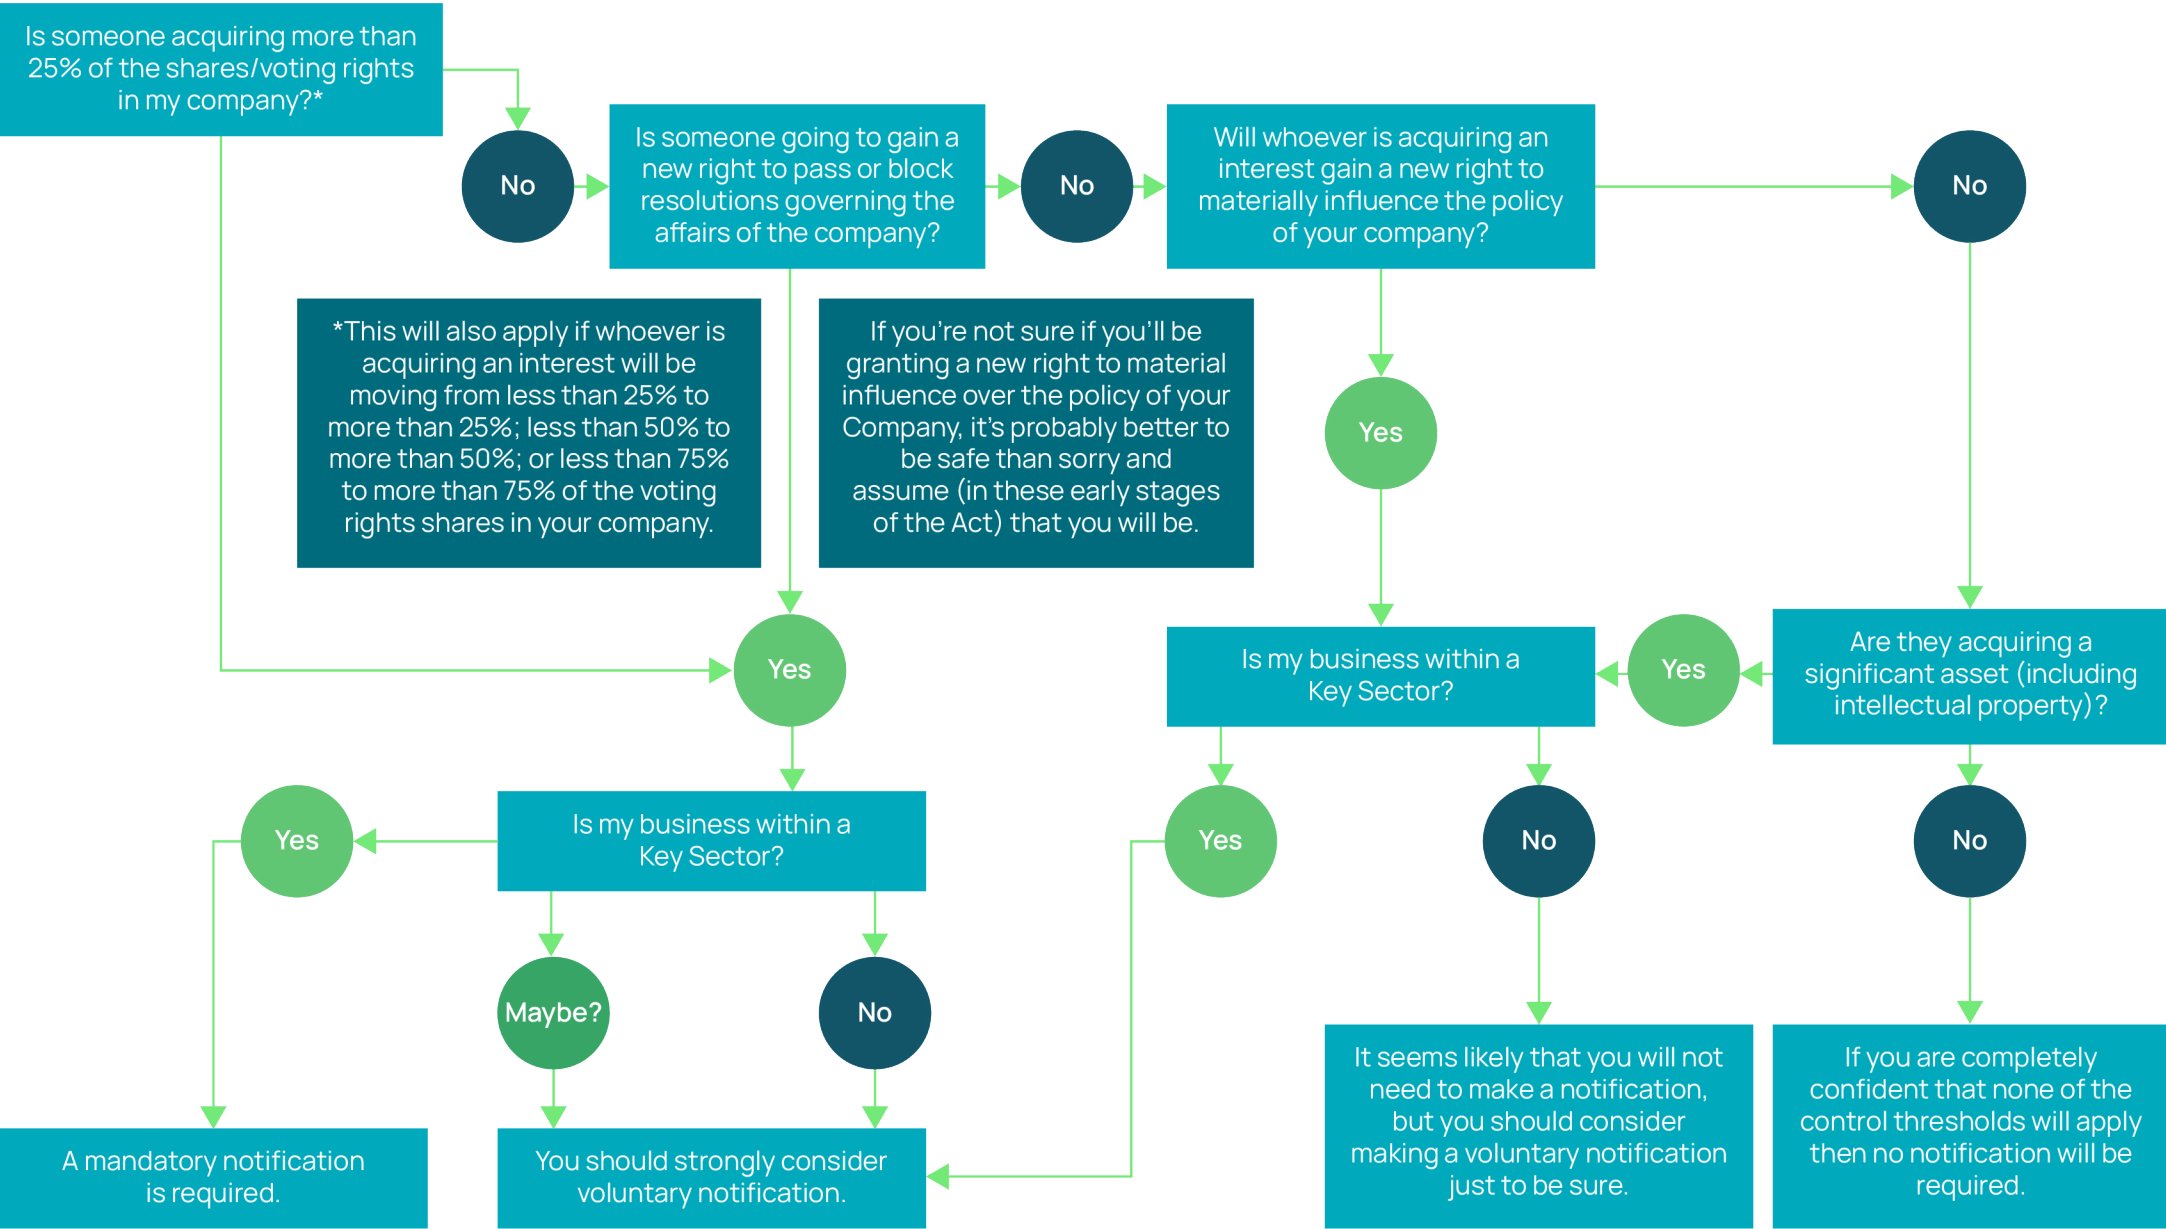 Is someone acquiring more than
25% of the shares/voting rights
in my company?*
No
Is someone going to gain a
new right to pass or block
resolutions governing the
affairs of the company?
No
Will whoever is acquiring an
interest gain a new right to
materially influence the policy
of your company?
No
*This will also apply if whoever is
acquiring an interest will be
moving from less than 25% to
more than 25%; less than 50% to
more than 50%; or less than 75%
to more than 75% of the voting
rights shares in your company.
If you’re not sure if you’ll be
granting a new right to material
influence over the policy of your
Company, it’s probably better to
be safe than sorry and
assume (in these early stages
of the Act) that you will be.
Yes
Yes
Is my business within a
Key Sector?
Yes
Are they acquiring a
significant asset (including
intellectual property)?
Yes
Is my business within a
Key Sector?
Yes
No
No
Maybe?
No
A mandatory notification
is required.
You should strongly consider
voluntary notification.
It seems likely that you will not
need to make a notification,
but you should consider
making a voluntary notification
just to be sure.
If you are completely
confident that none of the
control thresholds will apply
then no notification will be
required.